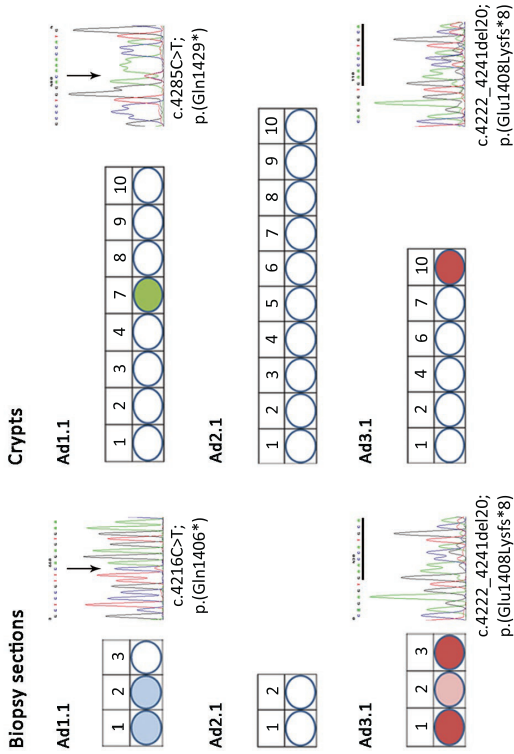 Biopsy sections
Crypts
Ad1.1
1 2 3
c.4216C>T;
p.(Gln1406*)
Ad1.1
1 2 3 4 7 8 9 10
c.4285C>T;
p.(Gln1429*)
Ad2.1
1 2
Ad2.1
1 2 3 4 5 6 7 8 9 10
Ad3.1
1 2 3
c.4222_4241del20;
p.(Glu1408Lysfs*8)
Ad3.1
1 2 4 6 7 10
c.4222_4241del20;
p.(Glu1408Lysfs*8)